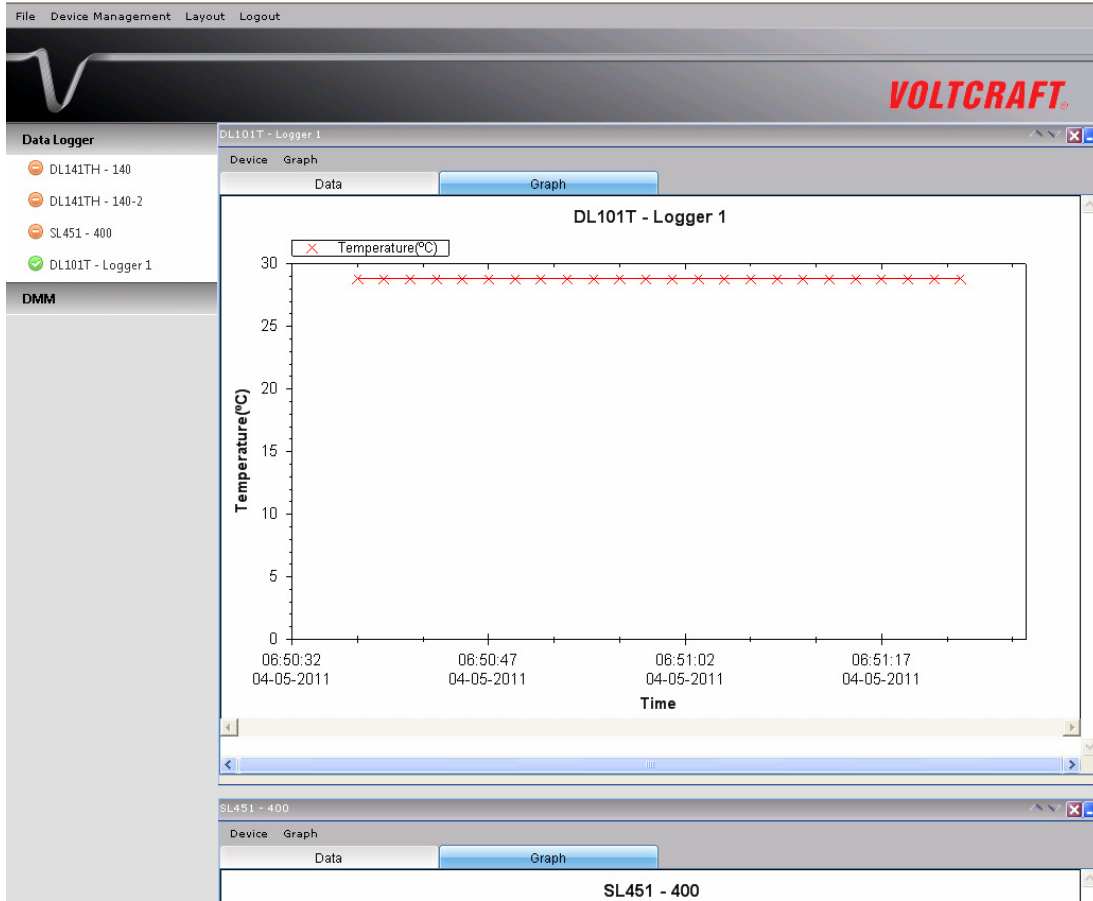 File Device Management Layout Logout
VOLTCRAFT®
Data Logger
DL141TH - 140
DL141TH - 140-2
SL451 - 400
DL101T - Logger 1
DMM
DL101T - Logger 1
Device Graph
Data Graph
DL101T - Logger 1
Temperature(ºC)
30
25
20
15
10
5
0
Temperature(ºC)
06:50:32 06:50:47 06:51:02 06:51:17
04-05-2011 04-05-2011 04-05-2011 04-05-2011
Time
SL451 - 400
Device Graph
Data Graph
SL451 - 400